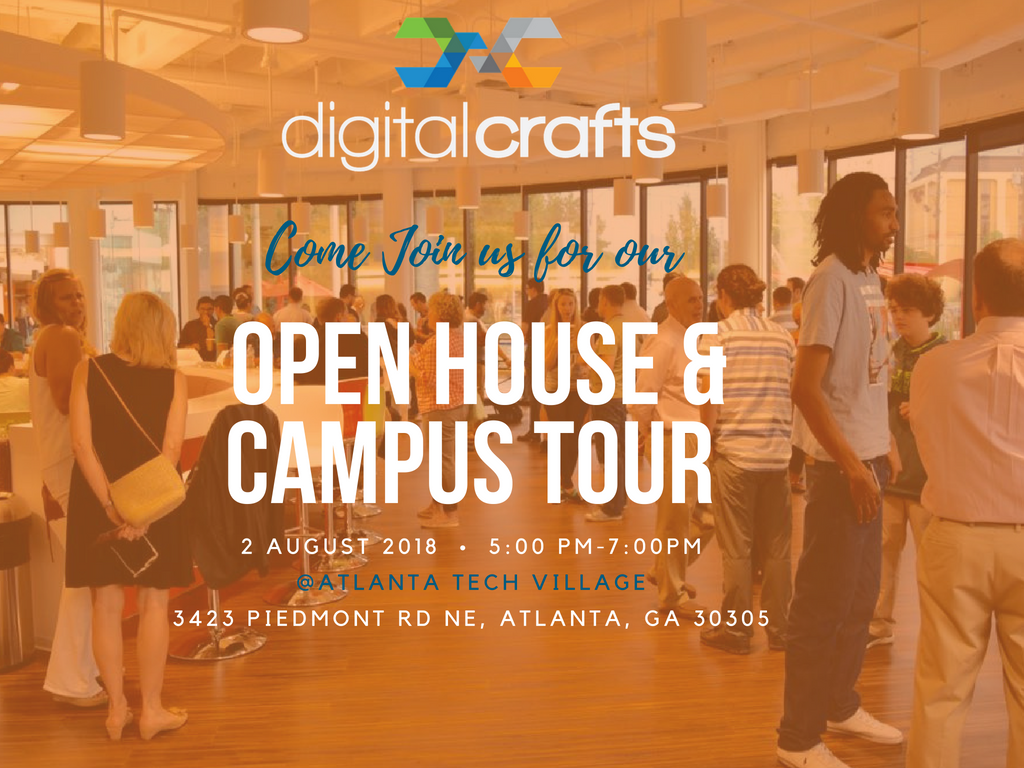 digitalcrafts
Come Join us for our
OPEN HOUSE &
CAMPUS TOUR
2 AUGUST 2018 • 5:00 PM-7:00PM
@ATLANTA TECH VILLAGE
3423 PIEDMONT RD NE, ATLANTA, GA 30305